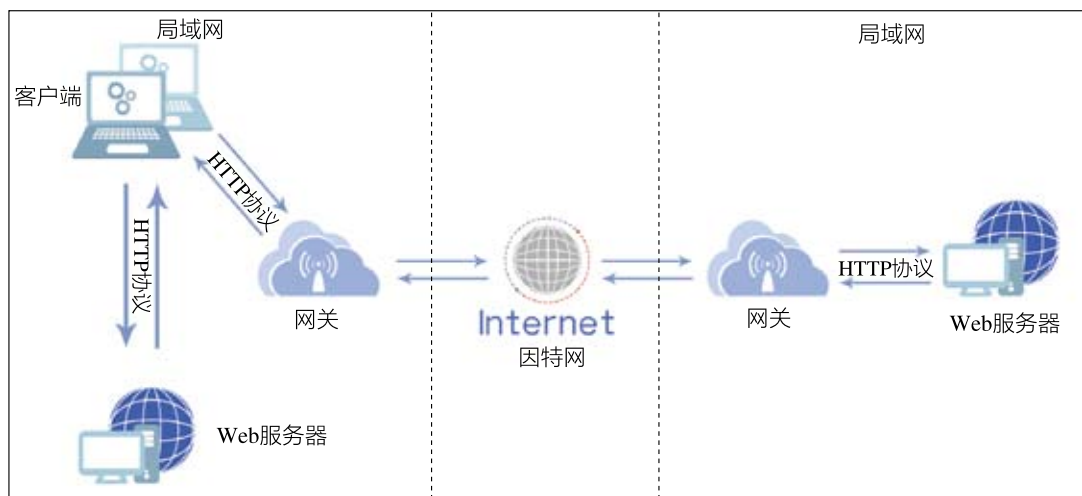 局域网
客户端
HTTP协议
HTTP协议
网关
Web服务器
Internet
因特网
局域网
网关
HTTP协议
Web服务器